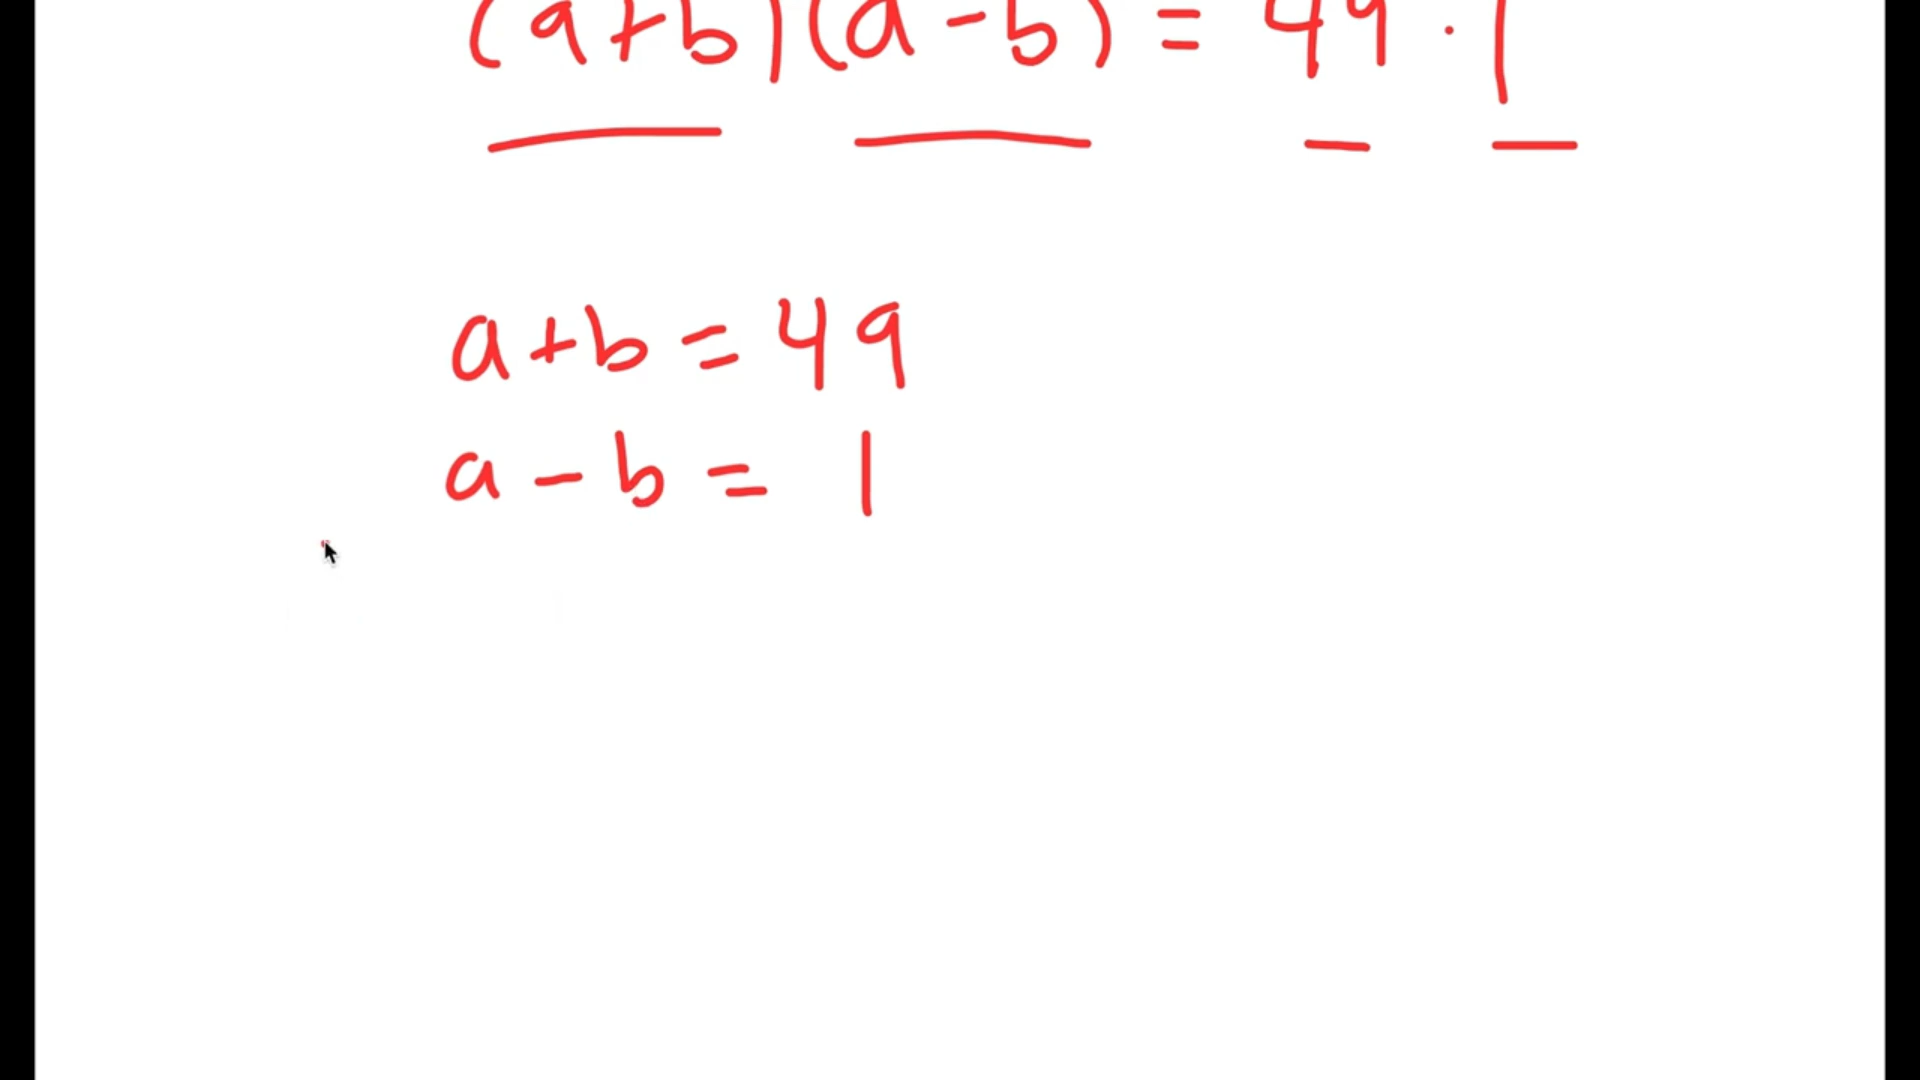 (a+b)(a-b) = 49 · 1
a+b = 49
a-b = 1